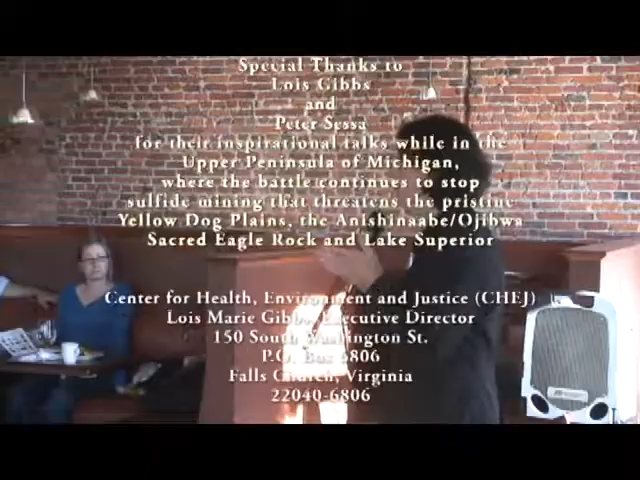 Special Thanks to
Lois Gibbs
and
Peter Sessa
for their inspirational talks while in the
Upper Peninsula of Michigan,
where the battle continues to stop
sulfide mining that threatens the pristine
Yellow Dog Plains, the Anishinaabe/Ojibwa
Sacred Eagle Rock and Lake Superior
Center for Health, Environment and Justice (CHEJ)
Lois Marie Gibbs, Executive Director
150 South Washington St.
P.O. Box 6806
Falls Church, Virginia
22040-6806